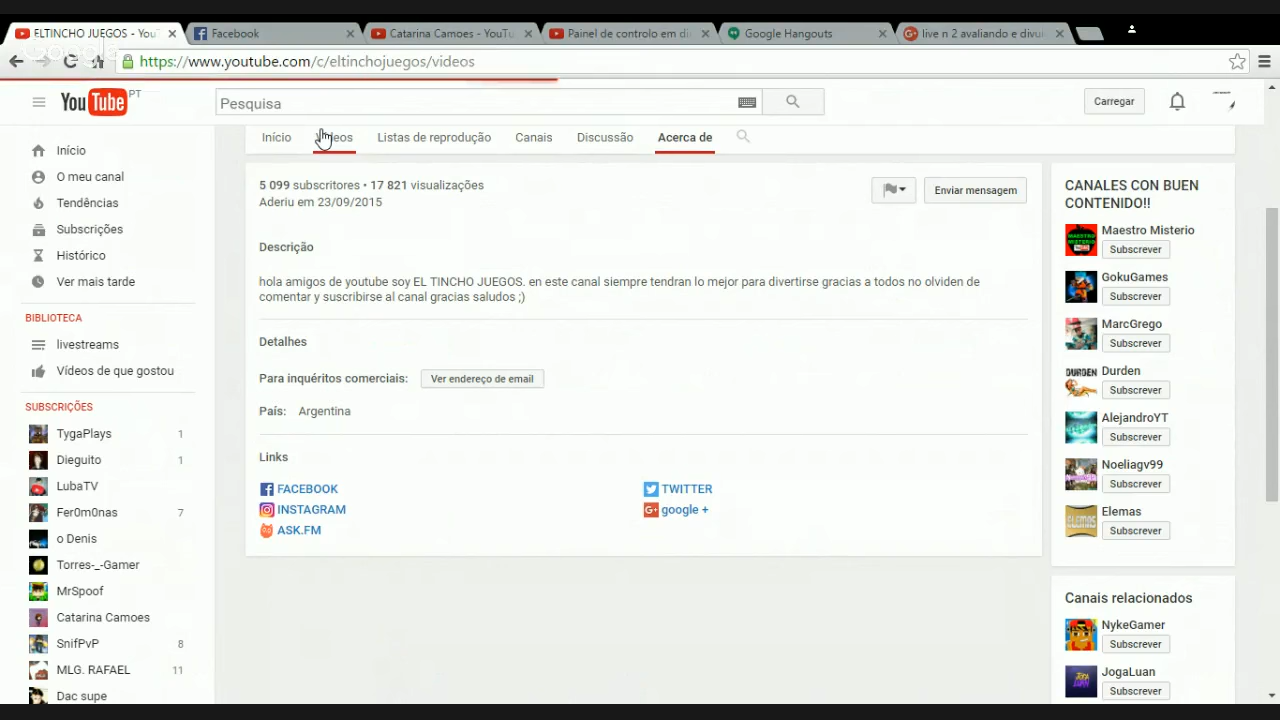 ELTINCHO JUEGOS - You
Facebook
Catarina Camoes - YouTu
Painel de controlo em di
Google Hangouts
live n 2 avaliando e divul
https://www.youtube.com/c/eltinchojuegos/videos
YouTube PT
Pesquisa
Carregar
Início
Listas de reprodução
Canais
Discussão
Acerca de
Início
O meu canal
Tendências
Subscrições
Histórico
Ver mais tarde
BIBLIOTECA
livestreams
Vídeos de que gostou
SUBSCRIÇÕES
TygaPlays 1
Dieguito 1
LubaTV
Fer0m0nas 7
o Denis
Torres-_-Gamer
MrSpoof
Catarina Camoes
SnifPvP 8
MLG. RAFAEL 11
Dac supe
5 099 subscritores • 17 821 visualizações
Aderiu em 23/09/2015
Enviar mensagem
Descrição
hola amigos de youtube soy EL TINCHO JUEGOS. en este canal siempre tendran lo mejor para divertirse gracias a todos no olviden de
comentar y suscribirse al canal gracias saludos ;)
Detalhes
Para inquéritos comerciais: Ver endereço de email
País: Argentina
Links
FACEBOOK
TWITTER
INSTAGRAM
google +
ASK.FM
CANALES CON BUEN
CONTENIDO!!
Maestro Misterio
Subscrever
GokuGames
Subscrever
MarcGrego
Subscrever
Durden
Subscrever
AlejandroYT
Subscrever
Noeliagv99
Subscrever
Elemas
Subscrever
Canais relacionados
NykeGamer
Subscrever
JogaLuan
Subscrever